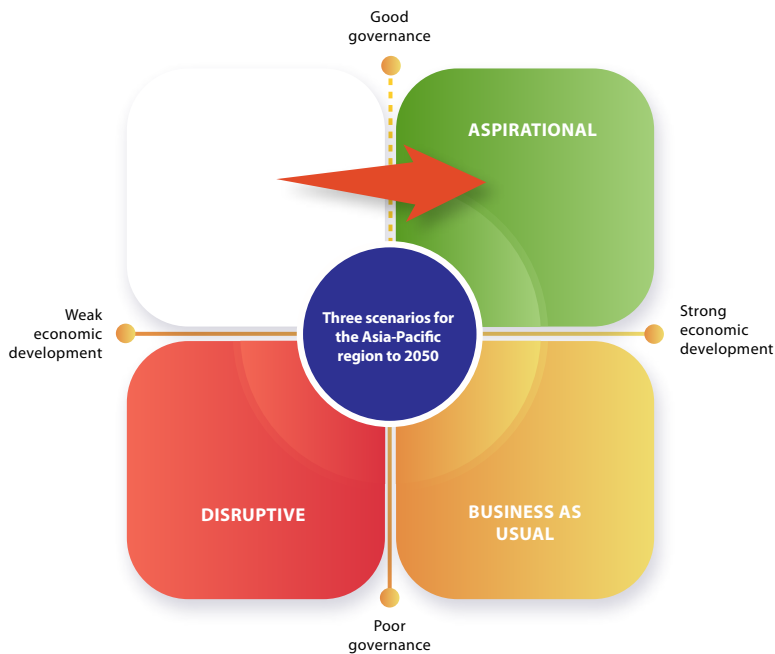 Good
governance
ASPIRATIONAL
Weak
economic
development
Three scenarios for
the Asia-Pacific
region to 2050
Strong
economic
development
DISRUPTIVE
BUSINESS AS
USUAL
Poor
governance